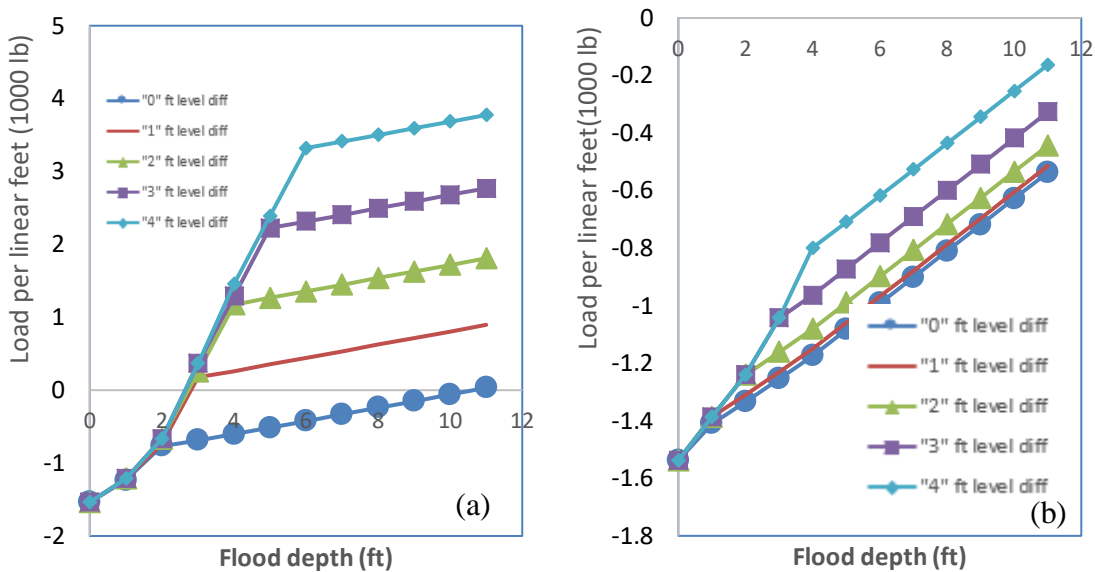 Load per linear feet (1000 lb)
5
4
3
2
1
0
-1
-2
0
2
4
6
8
10
12
"0" ft level diff
"1" ft level diff
"2" ft level diff
"3" ft level diff
"4" ft level diff
(a)
Flood depth (ft)
Load per linear feet(1000 lb)
0
-0.2
-0.4
-0.6
-0.8
-1
-1.2
-1.4
-1.6
-1.8
0
2
4
6
8
10
12
"0" ft level diff
"1" ft level diff
"2" ft level diff
"3" ft level diff
"4" ft level diff
(b)
Flood depth (ft)